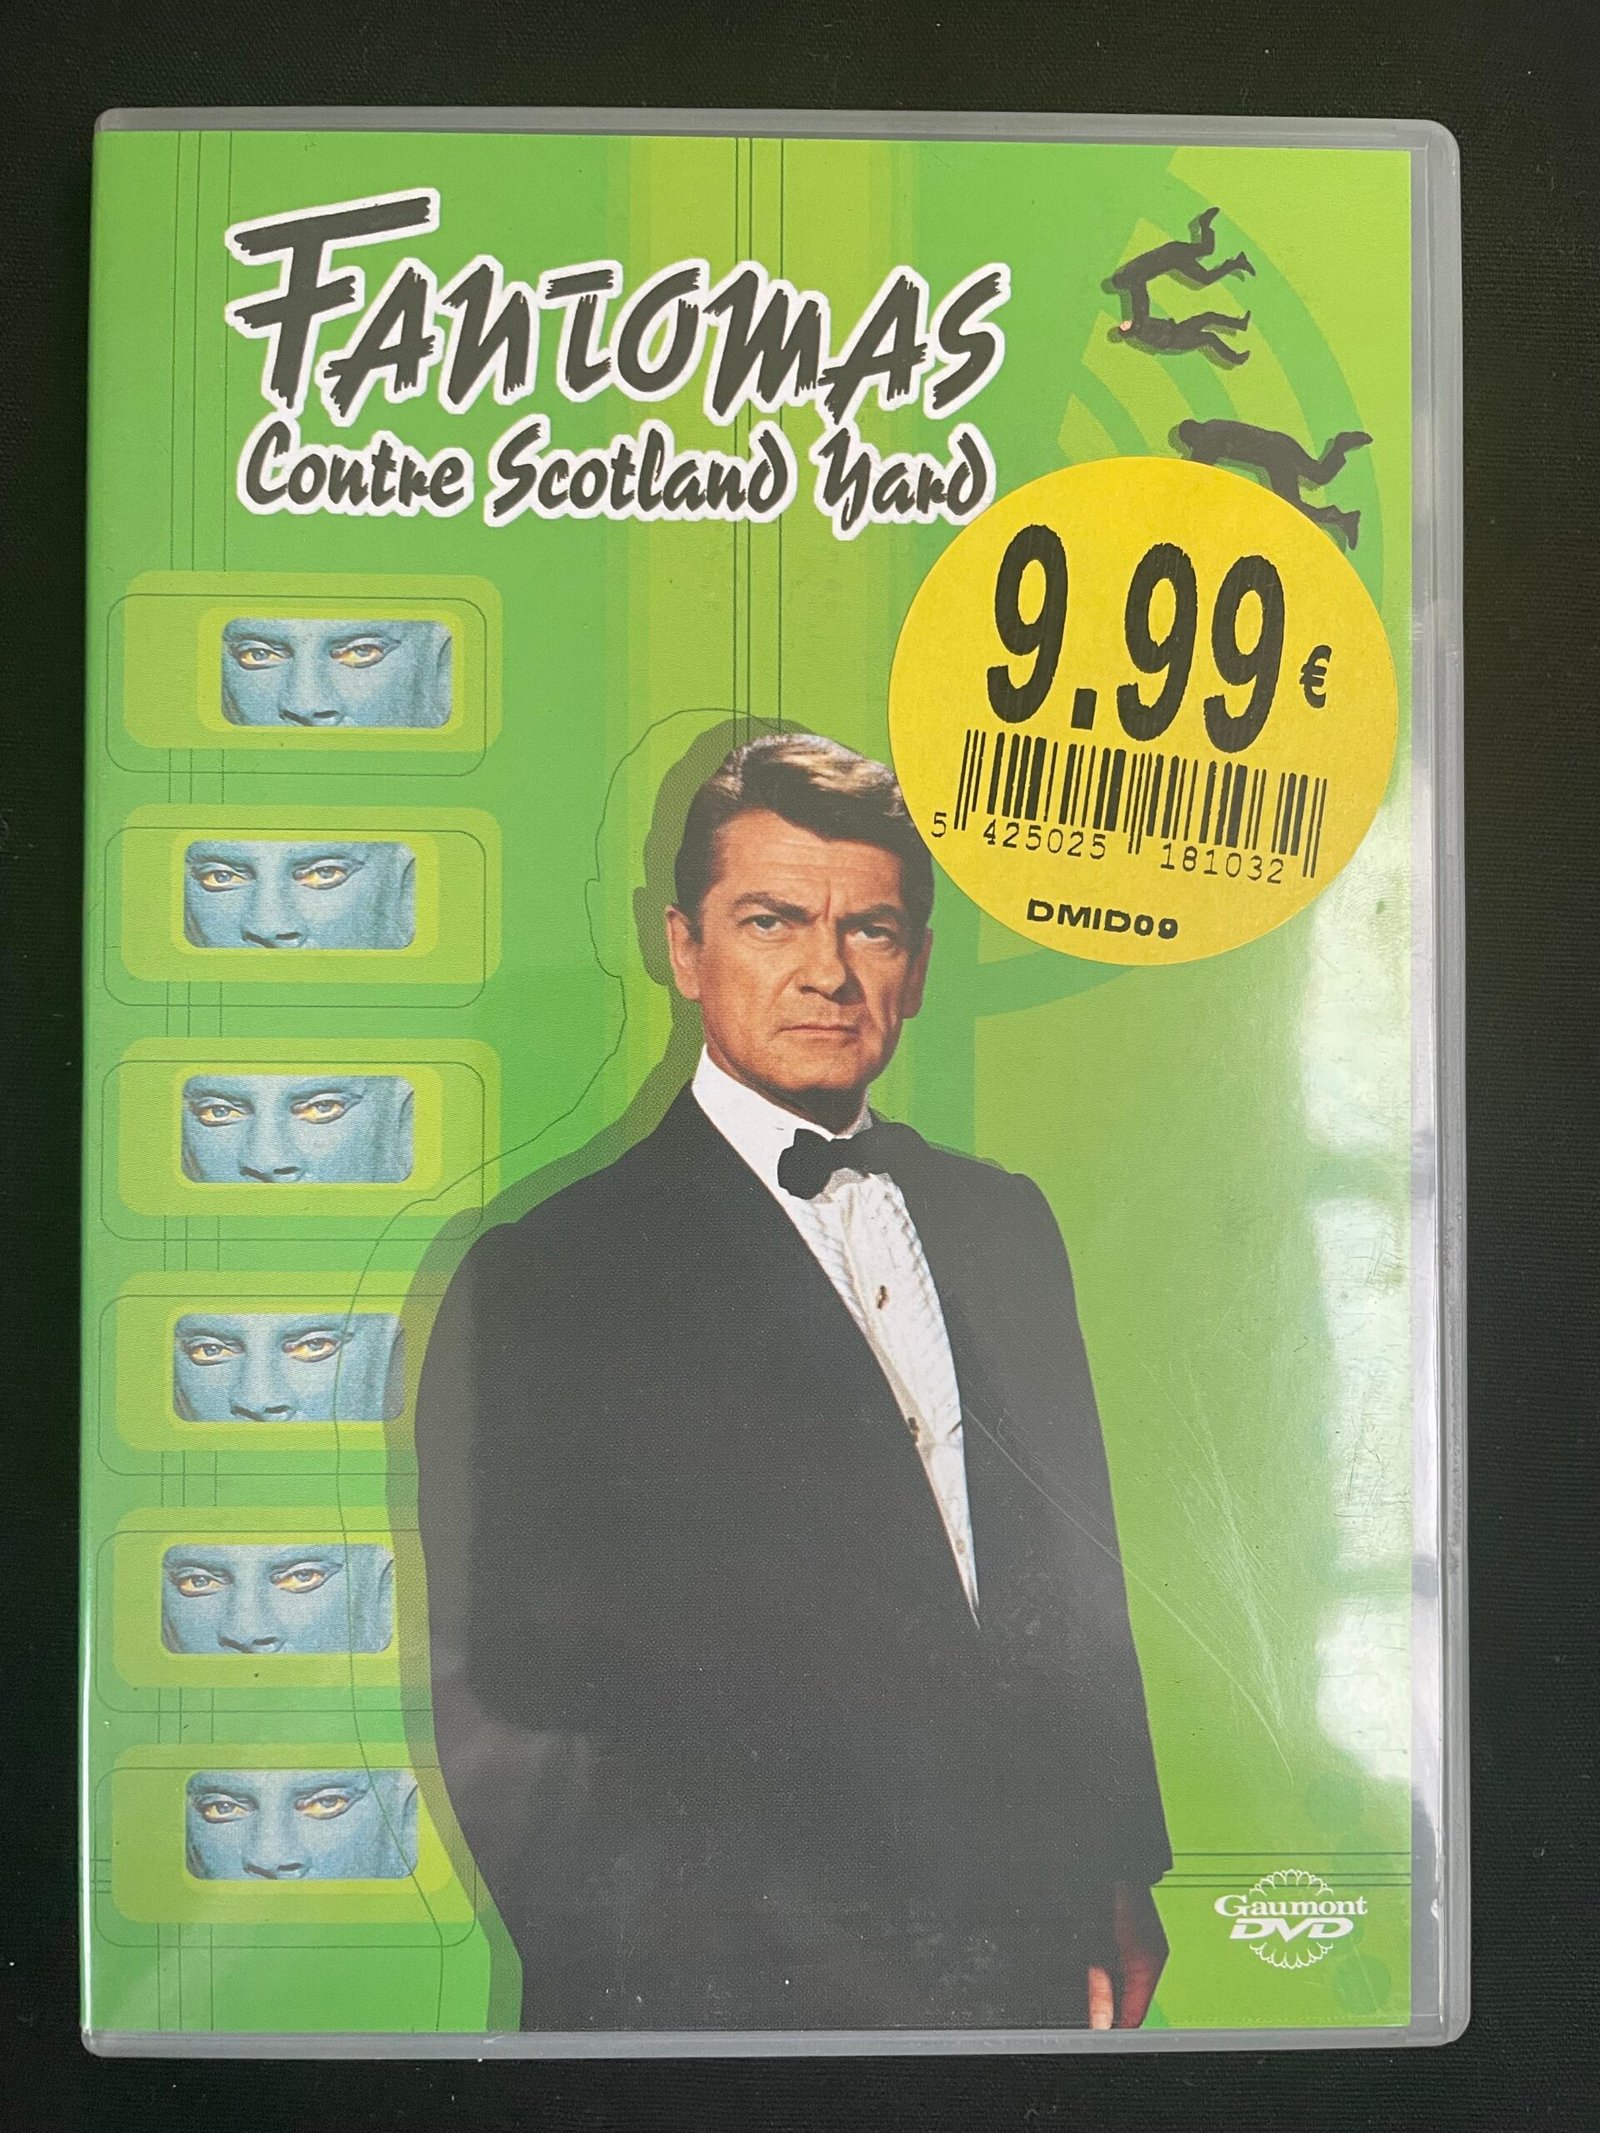 FANTOMAS
Contre Scotland Yard
9.99 €
5 425025 181032
DMID09
Gaumont
DVD